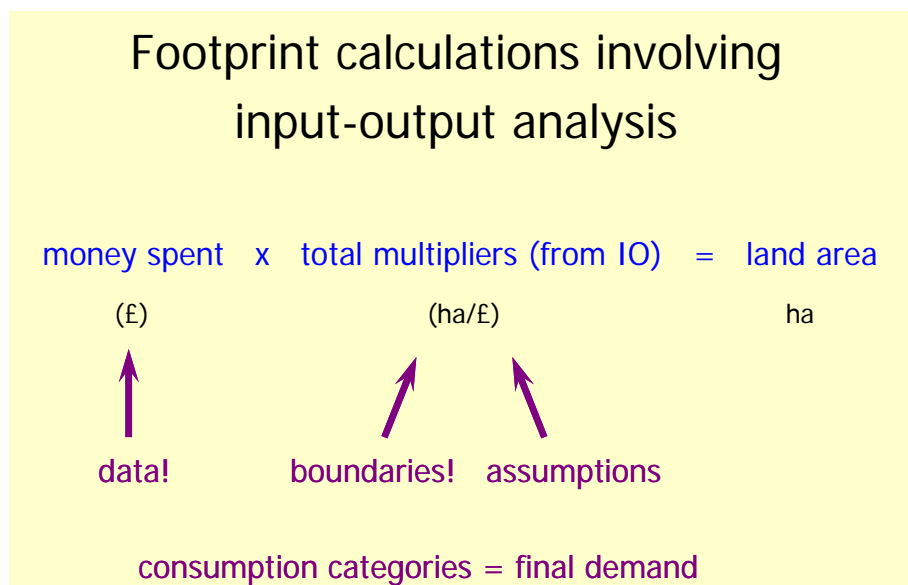 Footprint calculations involving
input-output analysis
money spent x total multipliers (from IO) = land area
(£) (ha/£) ha
data! boundaries! assumptions
consumption categories = final demand